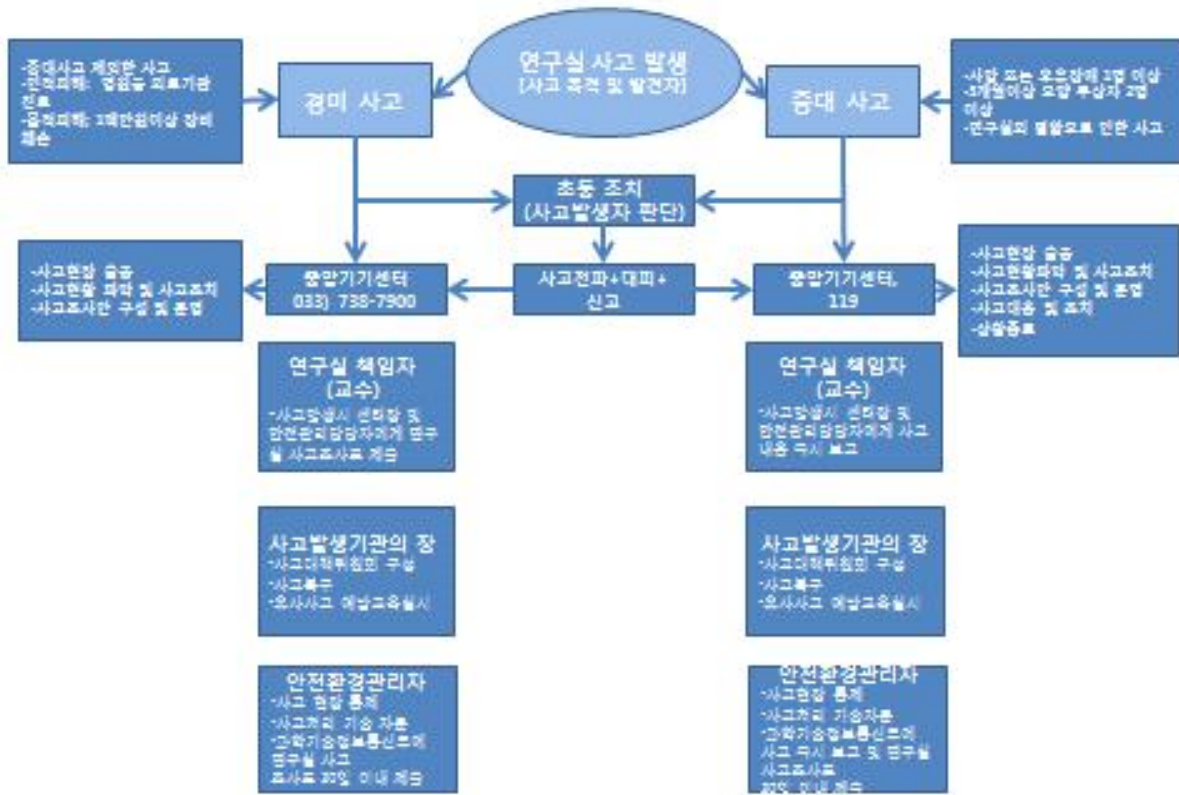 연구실 사고 발생
(사고 목격 및 발견자)
경미 사고
중대 사고
-중대사고 제외한 사고
-인적피해: 병원등 의료기관
진료
-물적피해: 1백만원이상 장비
훼손
-사망 또는 후유장애 1명 이상
-3개월이상 요양 부상자 2명
이상
-연구실의 결함으로 인한 사고
초동 조치
(사고발생자 판단)
-사고현장 출동
-사고현황 파악 및 사고조치
-사고조사반 구성 및 운영
중앙기기센터
033) 738-7900
사고전파+대피+
신고
중앙기기센터,
119
-사고현장 출동
-사고현황파악 및 사고조치
-사고조사반 구성 및 운영
-사고대응 및 조치
-상황종료
연구실 책임자
(교수)
-사고발생시 센터장 및
안전관리담당자에게 연구
실 사고조사표 제출
연구실 책임자
(교수)
-사고발생시 센터장 및
안전관리담당자에게 사고
내용 즉시 보고
사고발생기관의 장
-사고대책위원회 구성
-사고복구
-유사사고 예방교육실시
사고발생기관의 장
-사고대책위원회 구성
-사고복구
-유사사고 예방교육실시
안전환경관리자
-사고 현장 통제
-사고처리 기술 자문
-과학기술정보통신부에
연구실 사고
조사표 30일 이내 제출
안전환경관리자
-사고현장 통제
-사고처리 기술자문
-과학기술정보통신부에
사고 즉시 보고 및 연구실
사고조사표
30일 이내 제출